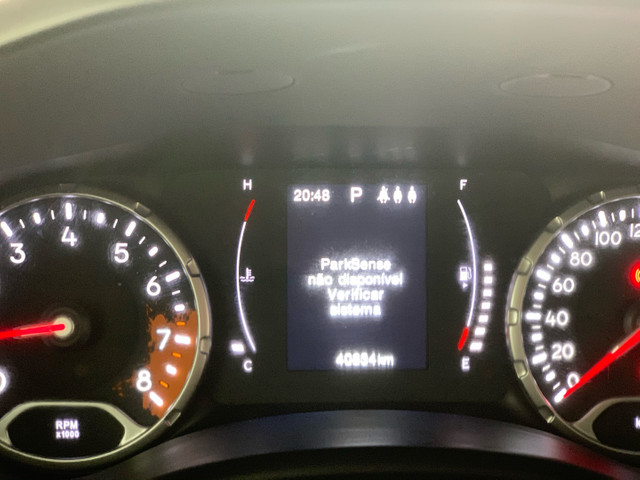 H
F
20:48 P
ParkSense
não disponível
Verificar
sistema
C
E
3
4
5
6
7
8
0
RPM
x1000
0
20
40
60
80
100